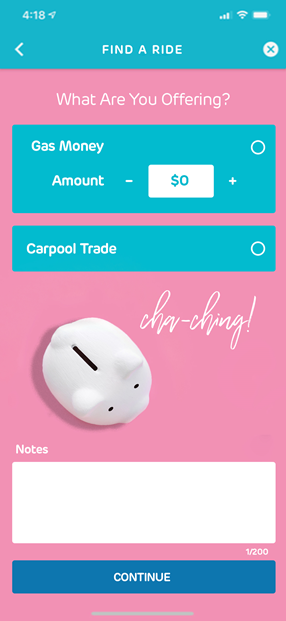 4:18
FIND A RIDE
What Are You Offering?
Gas Money
Amount - $0 +
Carpool Trade
cha-ching!
Notes
1/200
CONTINUE